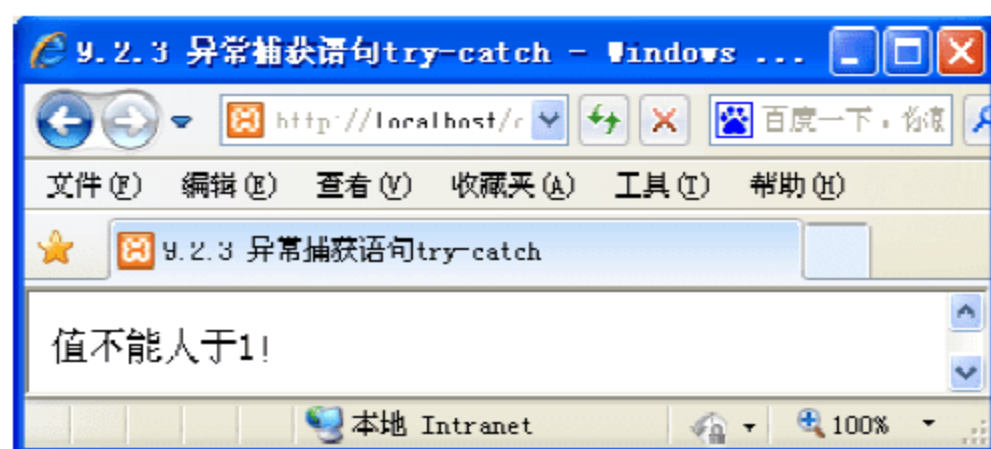 9.2.3 异常捕获语句try-catch - Windows ...
http://localhost/
百度一下，你
文件(F) 编辑(E) 查看(V) 收藏夹(A) 工具(T) 帮助(H)
9.2.3 异常捕获语句try-catch
值不能人于1!
本地 Intranet 100%